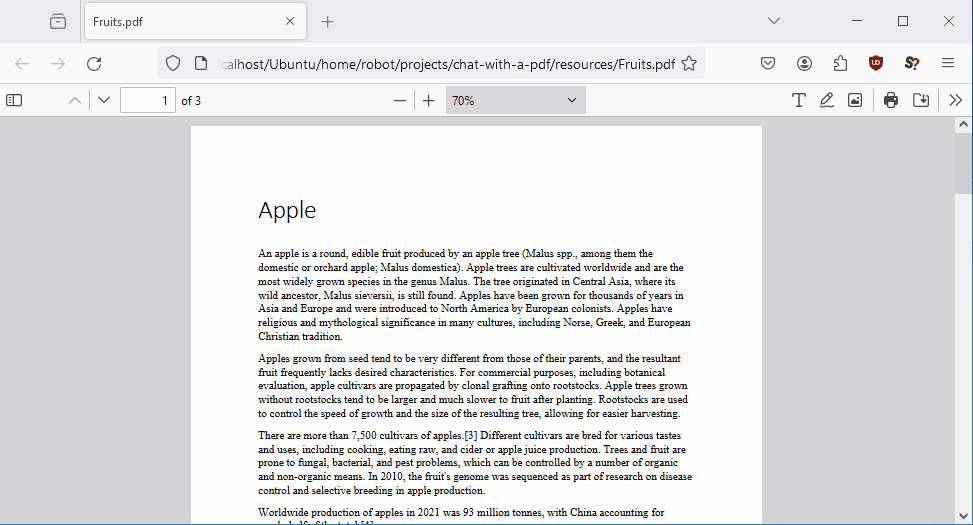 Fruits.pdf
calhost/Ubuntu/home/robot/projects/chat-with-a-pdf/resources/Fruits.pdf
1 of 3
70%
Apple
An apple is a round, edible fruit produced by an apple tree (Malus spp., among them the
domestic or orchard apple; Malus domestica). Apple trees are cultivated worldwide and are the
most widely grown species in the genus Malus. The tree originated in Central Asia, where its
wild ancestor, Malus sieversii, is still found. Apples have been grown for thousands of years in
Asia and Europe and were introduced to North America by European colonists. Apples have
religious and mythological significance in many cultures, including Norse, Greek, and European
Christian tradition.
Apples grown from seed tend to be very different from those of their parents, and the resultant
fruit frequently lacks desired characteristics. For commercial purposes, including botanical
evaluation, apple cultivars are propagated by clonal grafting onto rootstocks. Apple trees grown
without rootstocks tend to be larger and much slower to fruit after planting. Rootstocks are used
to control the speed of growth and the size of the resulting tree, allowing for easier harvesting.
There are more than 7,500 cultivars of apples.[3] Different cultivars are bred for various tastes
and uses, including cooking, eating raw, and cider or apple juice production. Trees and fruit are
prone to fungal, bacterial, and pest problems, which can be controlled by a number of organic
and non-organic means. In 2010, the fruit's genome was sequenced as part of research on disease
control and selective breeding in apple production.
Worldwide production of apples in 2021 was 93 million tonnes, with China accounting for